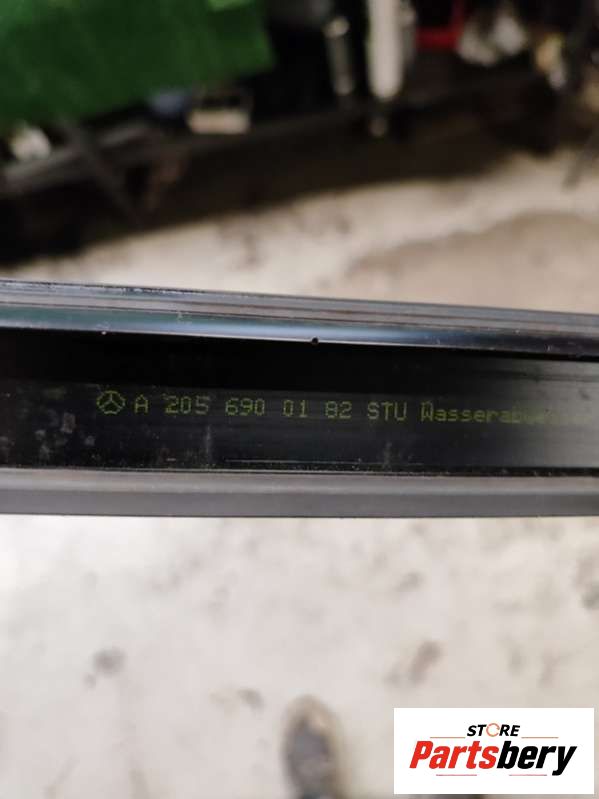 A 205 690 01 82 STU
STORE
Partsbery